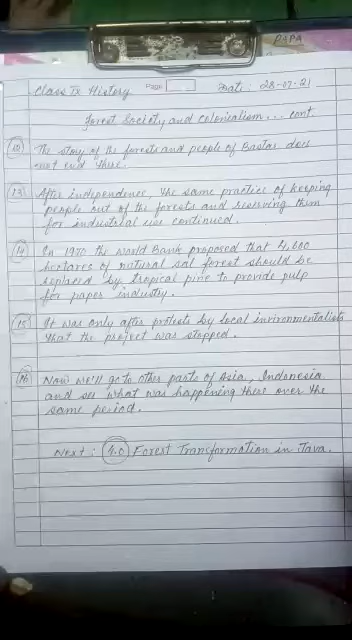 PAPA
Class IX History Page Date: 28-07-21
Forest Society and Colonialism... cont.
(12) The story of the forests and people of Bastar does
not end there.
(13) After independence, the same practice of keeping
people out of the forests and reserving them
for industrial use continued.
(14) In 1970 the World Bank proposed that 4,600
hectares of natural sal forest should be
replaced by tropical pine to provide pulp
for paper industry.
(15) It was only after protests by local invironmentalists
that the project was stopped.
(16) Now we'll go to other parts of Asia, Indonesia
and see what was happening there over the
same period.
Next: (4.0) Forest Transformation in Java.